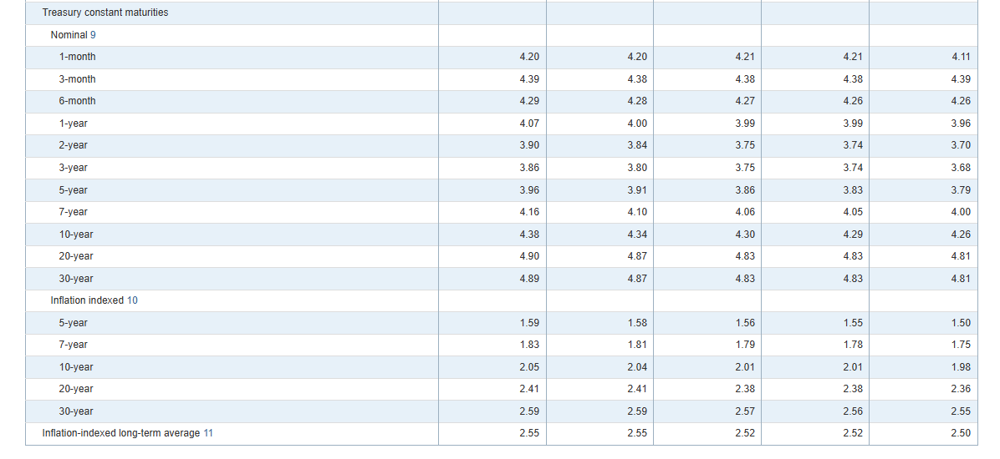 Treasury constant maturities
Nominal 9
1-month 4.20 4.20 4.21 4.21 4.11
3-month 4.39 4.38 4.38 4.38 4.39
6-month 4.29 4.28 4.27 4.26 4.26
1-year 4.07 4.00 3.99 3.99 3.96
2-year 3.90 3.84 3.75 3.74 3.70
3-year 3.86 3.80 3.75 3.74 3.68
5-year 3.96 3.91 3.86 3.83 3.79
7-year 4.16 4.10 4.06 4.05 4.00
10-year 4.38 4.34 4.30 4.29 4.26
20-year 4.90 4.87 4.83 4.83 4.81
30-year 4.89 4.87 4.83 4.83 4.81
Inflation indexed 10
5-year 1.59 1.58 1.56 1.55 1.50
7-year 1.83 1.81 1.79 1.78 1.75
10-year 2.05 2.04 2.01 2.01 1.98
20-year 2.41 2.41 2.38 2.38 2.36
30-year 2.59 2.59 2.57 2.56 2.55
Inflation-indexed long-term average 11 2.55 2.55 2.52 2.52 2.50